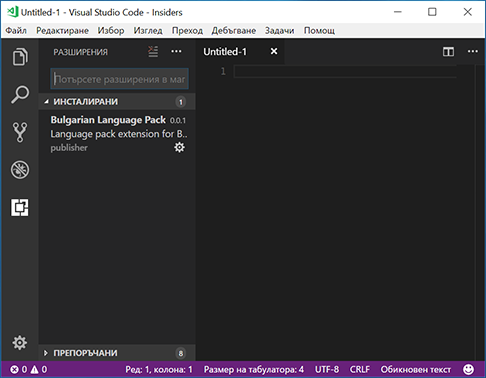 Untitled-1 - Visual Studio Code - Insiders
Файл Редактиране Избор Изглед Преход Дебъгване Задачи Помощ
РАЗШИРЕНИЯ
Untitled-1
Потърсете разширения в маг
1
ИНСТАЛИРАНИ 1
Bulgarian Language Pack 0.0.1
Language pack extension for B..
publisher
ПРЕПОРЪЧАНИ 8
0 0 Ред: 1, колона: 1 Размер на табулатора: 4 UTF-8 CRLF Обикновен текст